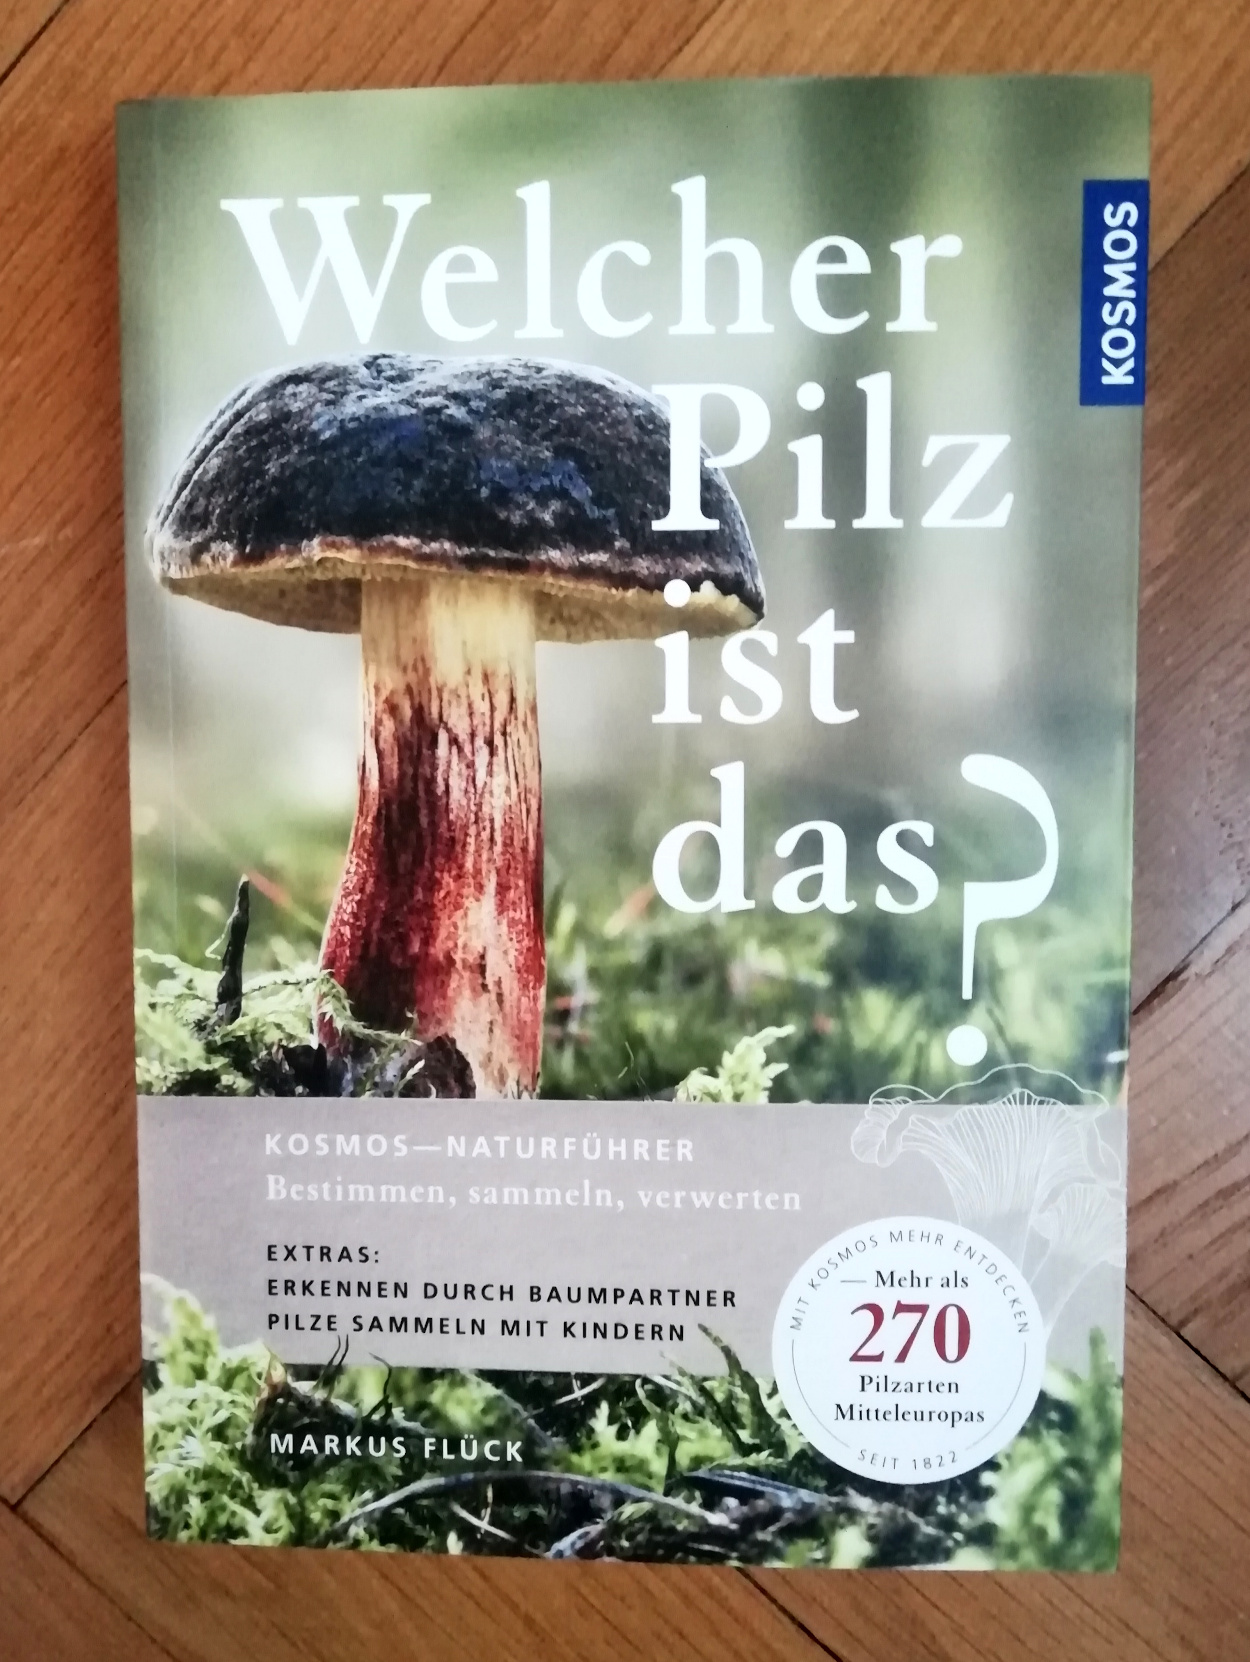 Welcher
Pilz
ist
das?
KOSMOS
KOSMOS—NATURFÜHRER
Bestimmen, sammeln, verwerten
EXTRAS:
ERKENNEN DURCH BAUMPARTNER
PILZE SAMMELN MIT KINDERN
MIT KOSMOS MEHR ENTDECKEN
— Mehr als
270
Pilzarten
Mitteleuropas
SEIT 1822
MARKUS FLÜCK